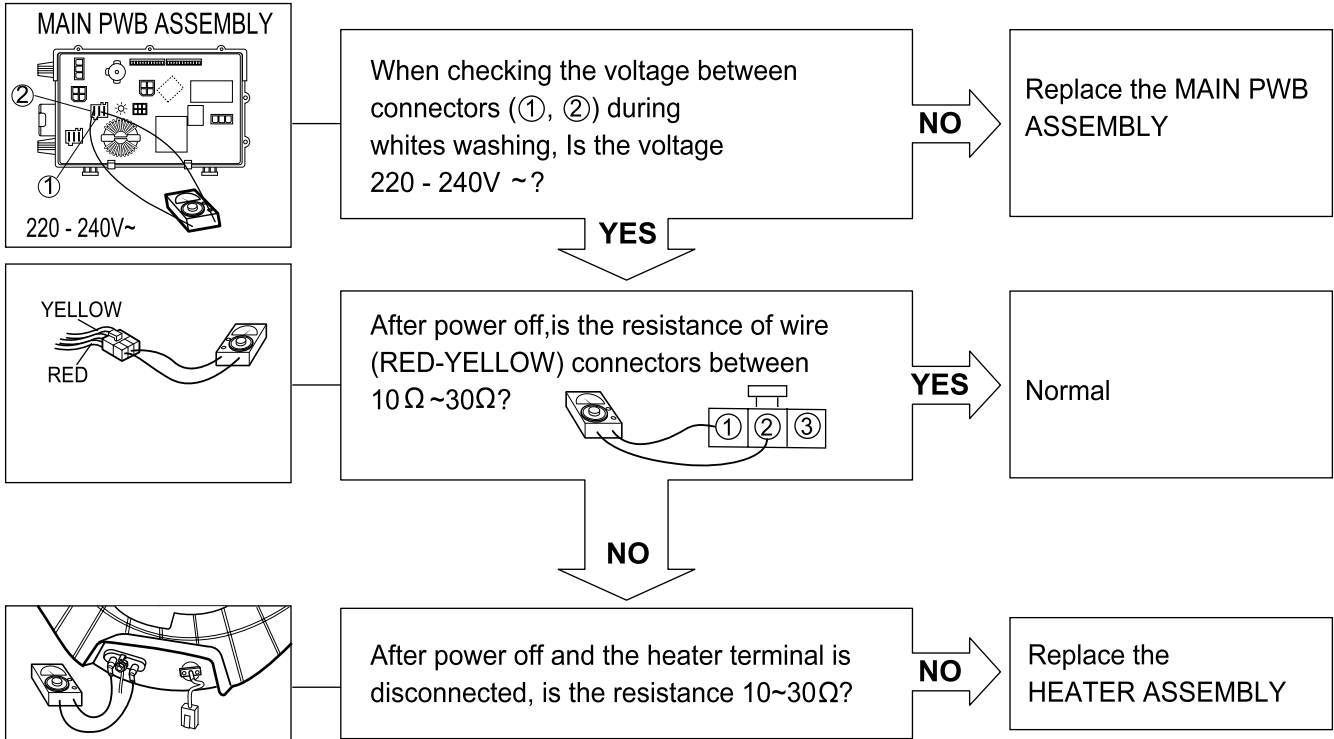 MAIN PWB ASSEMBLY
②
①
220 - 240V~
When checking the voltage between
connectors (①, ②) during
whites washing, Is the voltage
220 - 240V ~?
NO
Replace the MAIN PWB
ASSEMBLY
YES
YELLOW
RED
After power off,is the resistance of wire
(RED-YELLOW) connectors between
10Ω~30Ω?
① ② ③
YES
Normal
NO
After power off and the heater terminal is
disconnected, is the resistance 10~30Ω?
NO
Replace the
HEATER ASSEMBLY